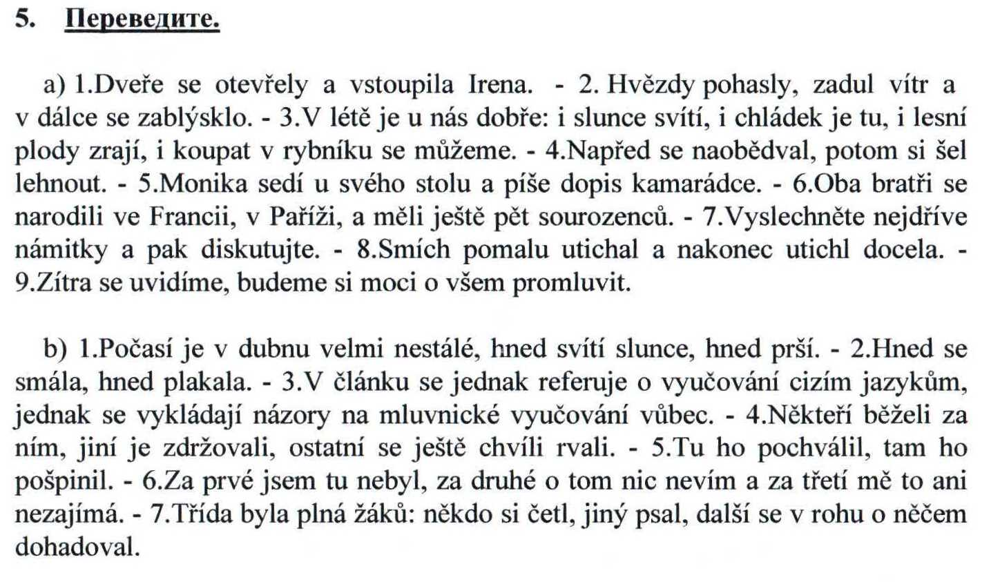 5. Переведите.
a) 1.Dveře se otevřely a vstoupila Irena. - 2. Hvězdy pohasly, zadul vítr a
v dálce se zablýsklo. - 3.V létě je u nás dobře: i slunce svítí, i chládek je tu, i lesní
plody zrají, i koupat v rybníku se můžeme. - 4.Napřed se naobědval, potom si šel
lehnout. - 5.Monika sedí u svého stolu a píše dopis kamarádce. - 6.Oba bratři se
narodili ve Francii, v Paříži, a měli ještě pět sourozenců. - 7.Vyslechněte nejdříve
námitky a pak diskutujte. - 8.Smích pomalu utichal a nakonec utichl docela. -
9.Zítra se uvidíme, budeme si moci o všem promluvit.
b) 1.Počasí je v dubnu velmi nestálé, hned svítí slunce, hned prší. - 2.Hned se
smála, hned plakala. - 3.V článku se jednak referuje o vyučování cizím jazykům,
jednak se vykládají názory na mluvnické vyučování vůbec. - 4.Někteří běželi za
ním, jiní je zdržovali, ostatní se ještě chvíli rvali. - 5.Tu ho pochválil, tam ho
pošpinil. - 6.Za prvé jsem tu nebyl, za druhé o tom nic nevím a za třetí mě to ani
nezajímá. - 7.Třída byla plná žáků: někdo si četl, jiný psal, další se v rohu o něčem
dohadoval.